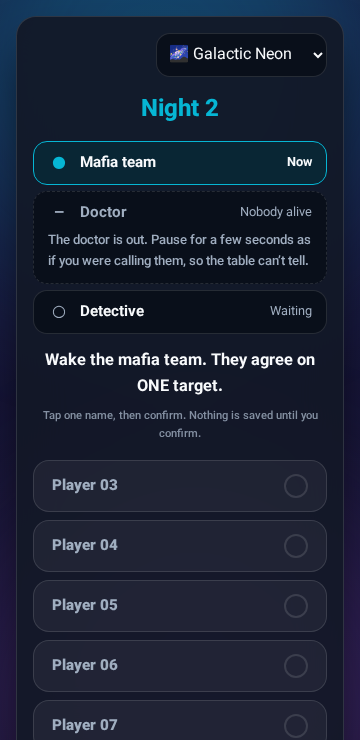 🌌 Galactic Neon
Night 2
Mafia team
Now
Doctor
Nobody alive
The doctor is out. Pause for a few seconds as
if you were calling them, so the table can't tell.
Detective
Waiting
Wake the mafia team. They agree on
ONE target.
Tap one name, then confirm. Nothing is saved until you
confirm.
Player 03
Player 04
Player 05
Player 06
Player 07